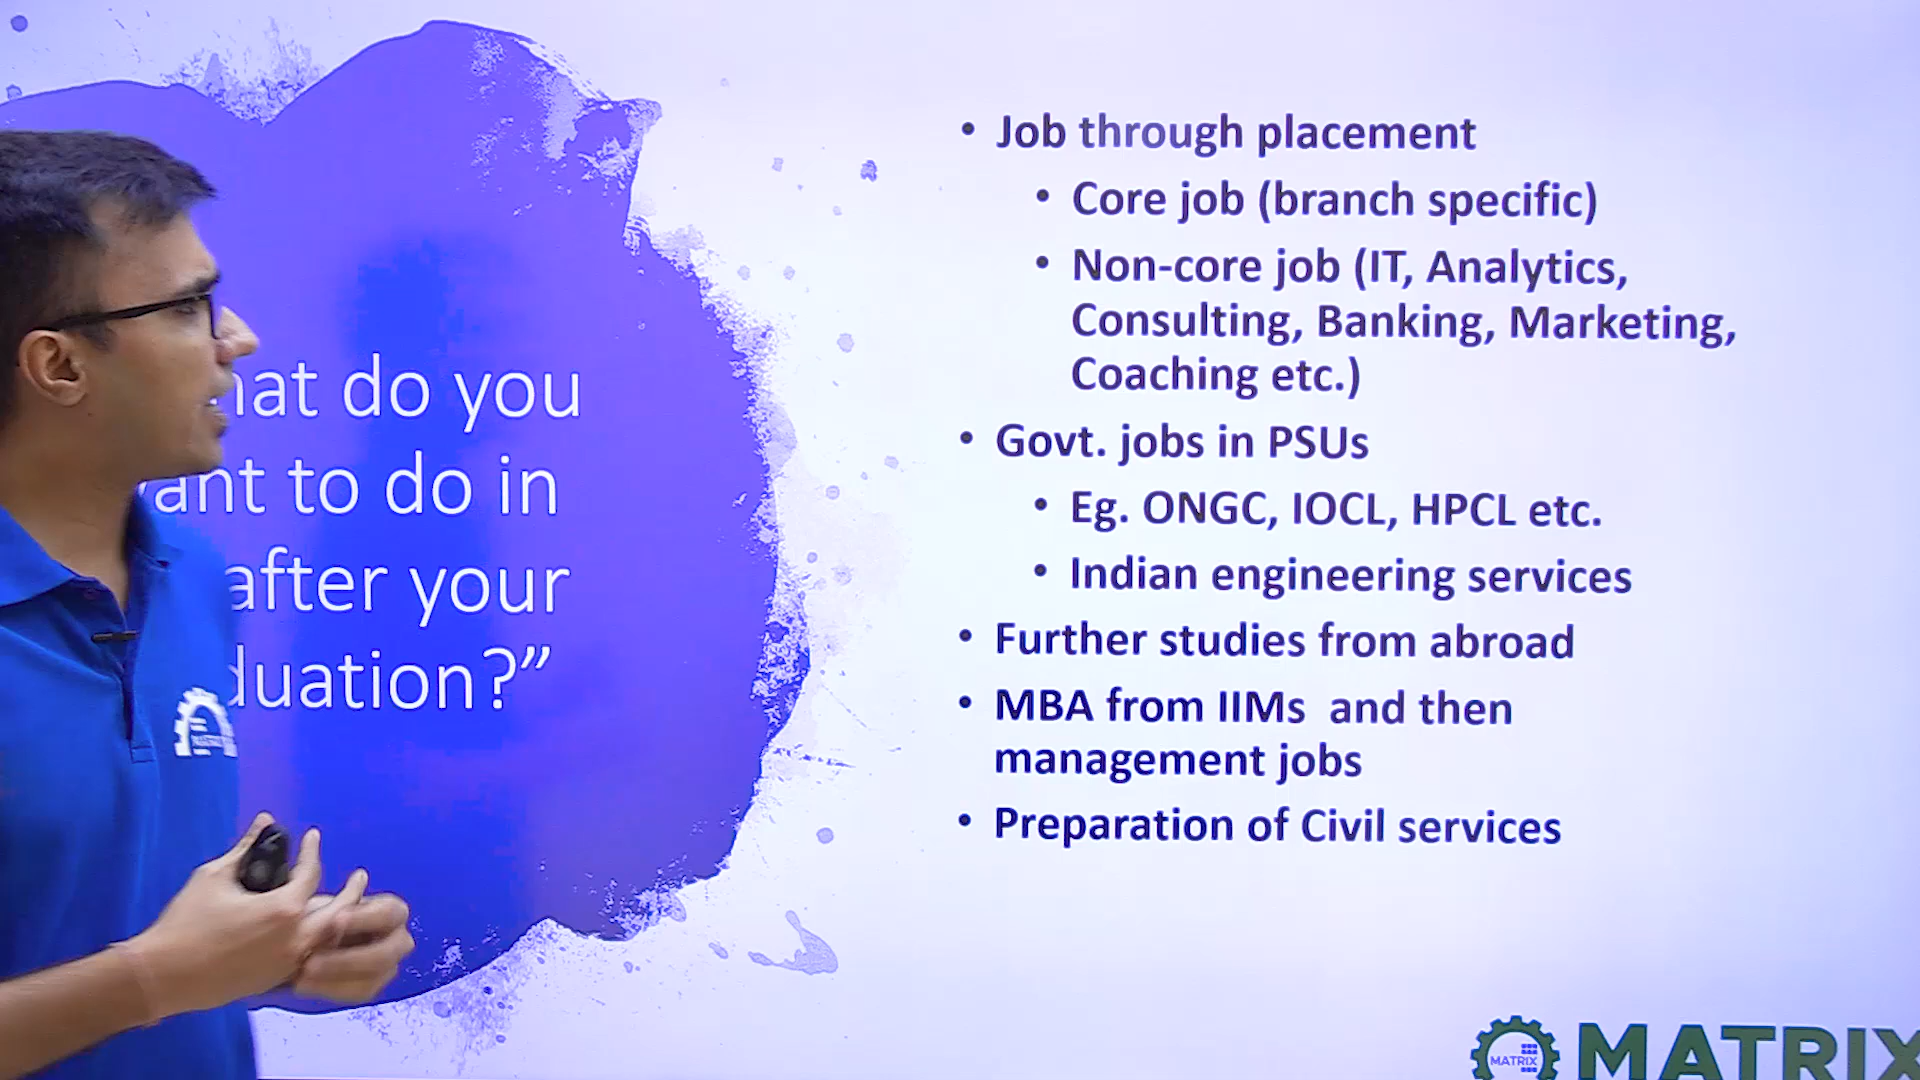 hat do you
ant to do in
after your
duation?”
• Job through placement
• Core job (branch specific)
• Non-core job (IT, Analytics,
Consulting, Banking, Marketing,
Coaching etc.)
• Govt. jobs in PSUs
• Eg. ONGC, IOCL, HPCL etc.
• Indian engineering services
• Further studies from abroad
• MBA from IIMs and then
management jobs
• Preparation of Civil services
MATRIX
MATRIX